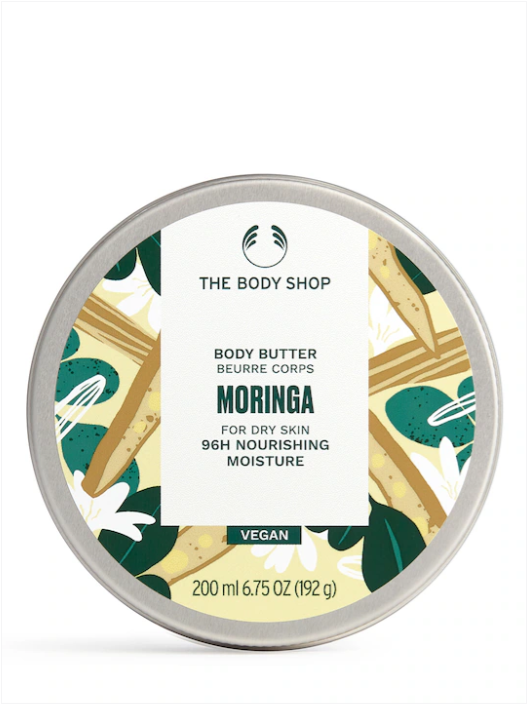 THE BODY SHOP
BODY BUTTER
BEURRE CORPS
MORINGA
FOR DRY SKIN
96H NOURISHING
MOISTURE
VEGAN
200 ml 6.75 OZ (192 g)